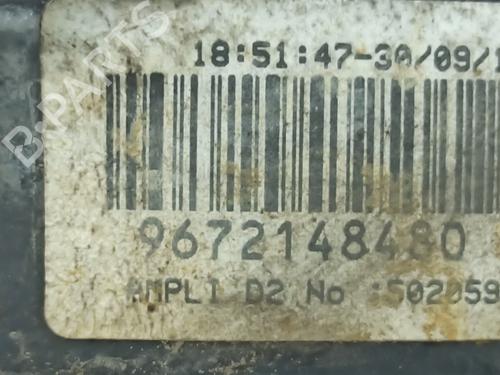 18:51:47-30/09/1
9672148480
AMPLI D2 No :502059
B-PARTS